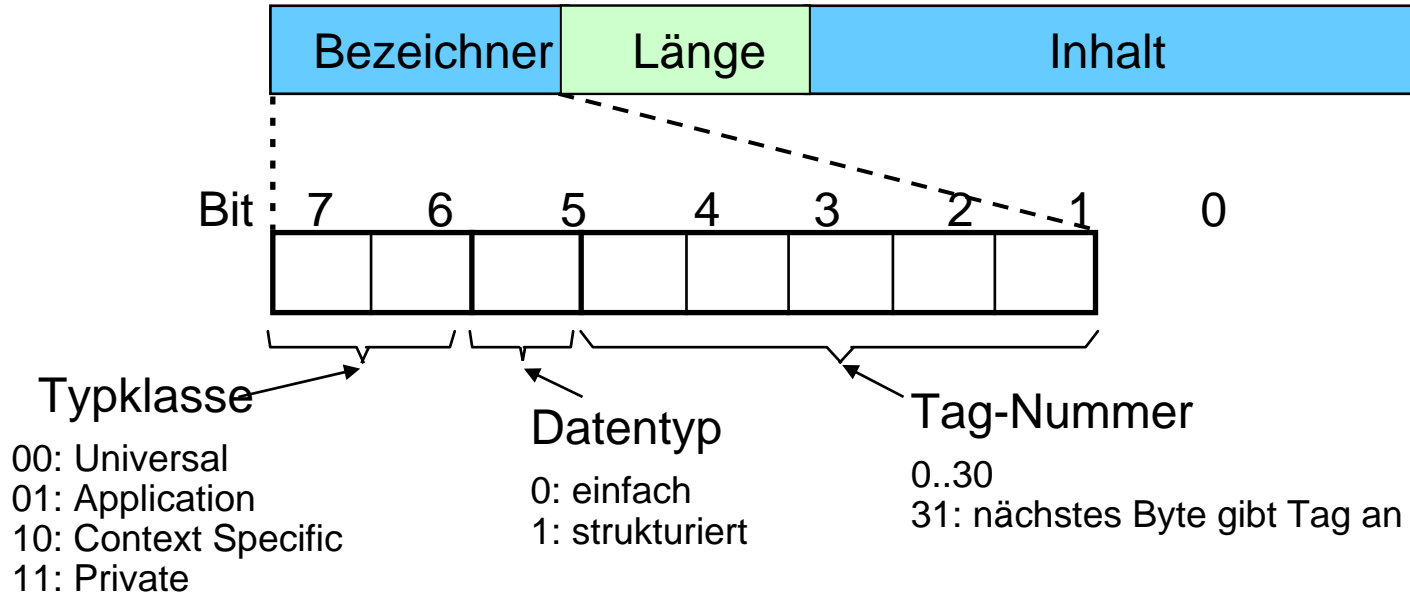 Bezeichner Länge Inhalt
Bit 7 6 5 4 3 2 1 0
Typklasse
00: Universal
01: Application
10: Context Specific
11: Private
Datentyp
0: einfach
1: strukturiert
Tag-Nummer
0..30
31: nächstes Byte gibt Tag an